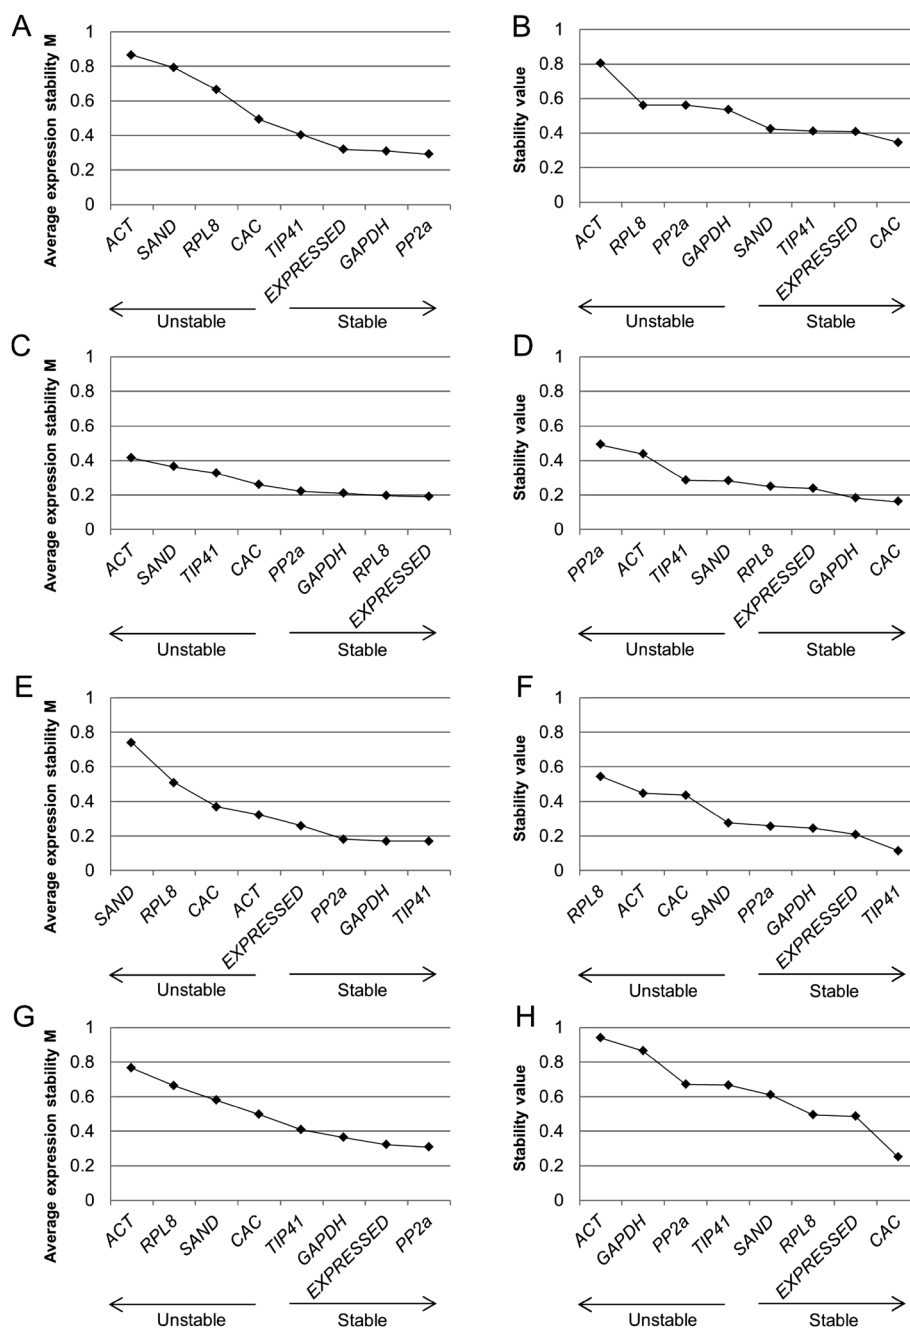 A
Average expression stability M
1
0.8
0.6
0.4
0.2
0
ACT
SAND
RPL8
CAC
TIP41
EXPRESSED
GAPDH
PP2a
Unstable
Stable
B
Stability value
1
0.8
0.6
0.4
0.2
0
ACT
RPL8
PP2a
GAPDH
SAND
TIP41
EXPRESSED
CAC
Unstable
Stable
C
Average expression stability M
1
0.8
0.6
0.4
0.2
0
ACT
SAND
TIP41
CAC
PP2a
GAPDH
RPL8
EXPRESSED
Unstable
Stable
D
Stability value
1
0.8
0.6
0.4
0.2
0
PP2a
ACT
TIP41
SAND
RPL8
EXPRESSED
GAPDH
CAC
Unstable
Stable
E
Average expression stability M
1
0.8
0.6
0.4
0.2
0
SAND
RPL8
CAC
ACT
EXPRESSED
PP2a
GAPDH
TIP41
Unstable
Stable
F
Stability value
1
0.8
0.6
0.4
0.2
0
RPL8
ACT
CAC
SAND
PP2a
GAPDH
EXPRESSED
TIP41
Unstable
Stable
G
Average expression stability M
1
0.8
0.6
0.4
0.2
0
ACT
RPL8
SAND
CAC
TIP41
GAPDH
EXPRESSED
PP2a
Unstable
Stable
H
Stability value
1
0.8
0.6
0.4
0.2
0
ACT
GAPDH
PP2a
TIP41
SAND
RPL8
EXPRESSED
CAC
Unstable
Stable